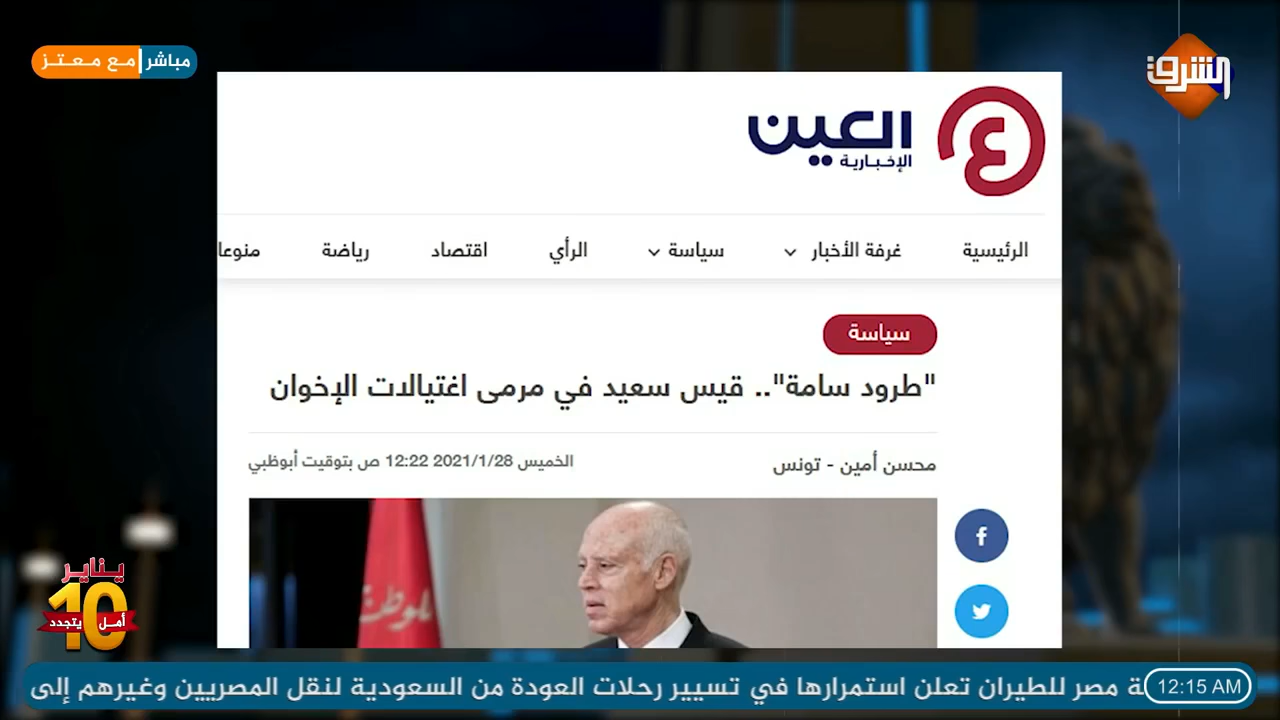 مباشر مع معتز
الشرق
العين
الإخبارية
ع
الرئيسية غرفة الأخبار سياسة الرأي اقتصاد رياضة منوعا
سياسة
"طرود سامة".. قيس سعيد في مرمى اغتيالات الإخوان
محسن أمين - تونس
الخميس 2021/1/28 12:22 ص بتوقيت أبوظبي
للوطن
f
يناير
10
أمل يتجدد
ة مصر للطيران تعلن استمرارها في تسيير رحلات العودة من السعودية لنقل المصريين وغيرهم إلى
12:15 AM